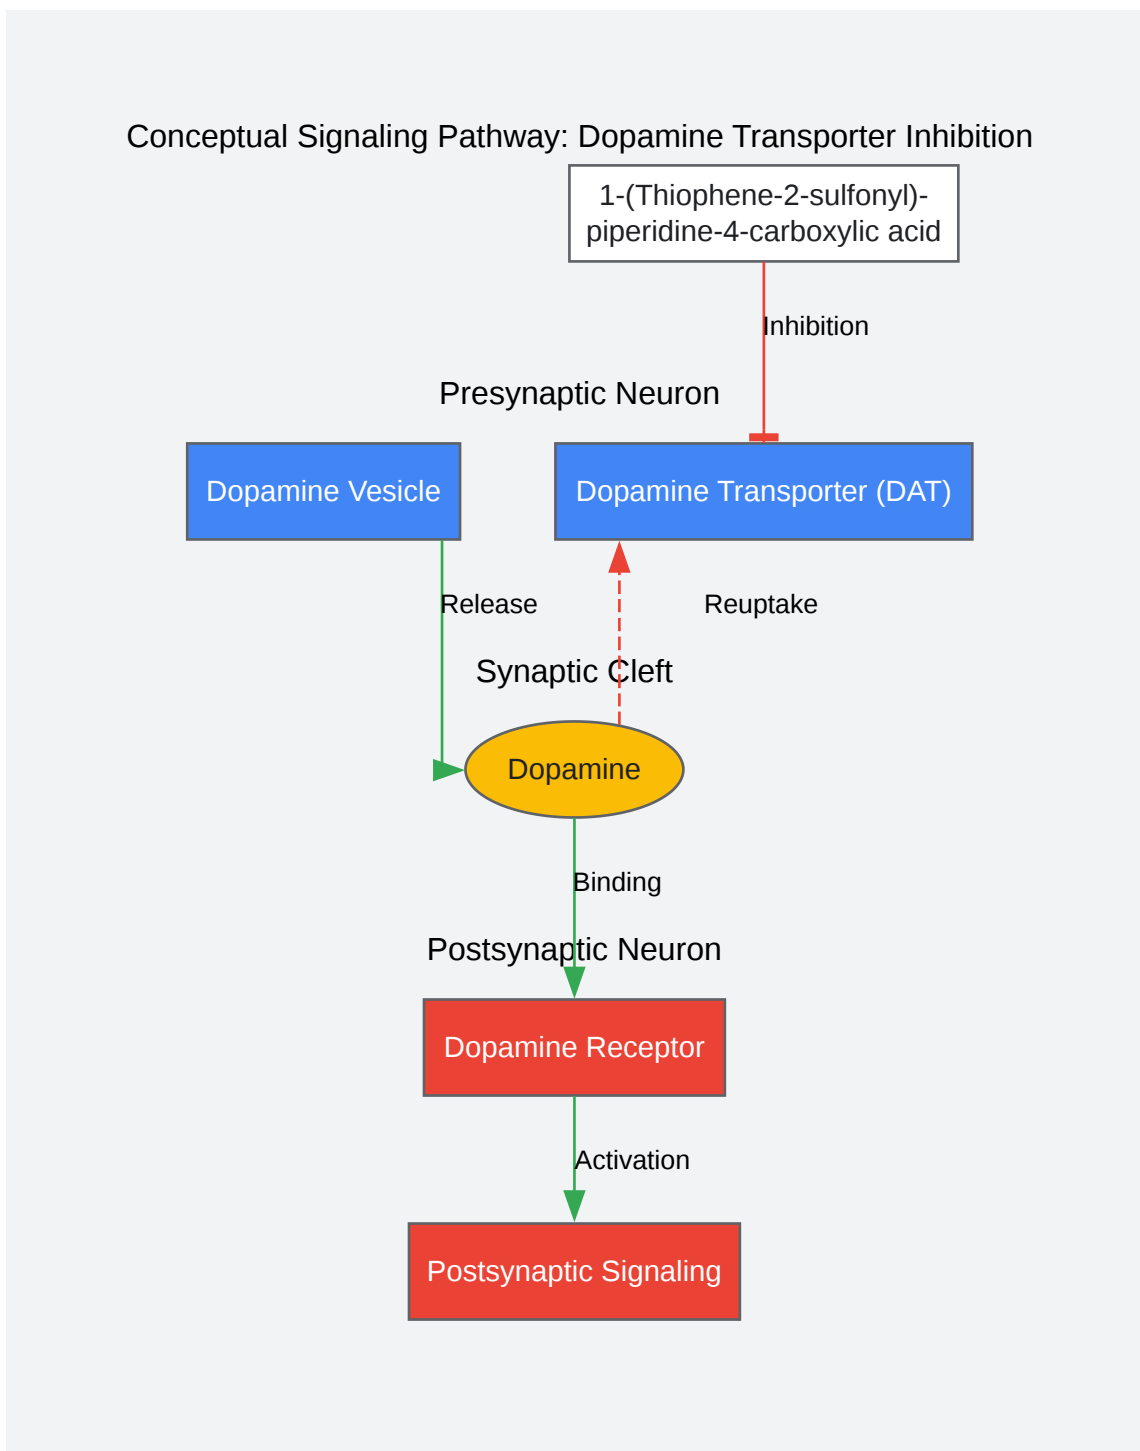 Conceptual Signaling Pathway: Dopamine Transporter Inhibition
1-(Thiophene-2-sulfonyl)-
piperidine-4-carboxylic acid
Inhibition
Presynaptic Neuron
Dopamine Vesicle
Dopamine Transporter (DAT)
Release
Reuptake
Synaptic Cleft
Dopamine
Binding
Postsynaptic Neuron
Dopamine Receptor
Activation
Postsynaptic Signaling